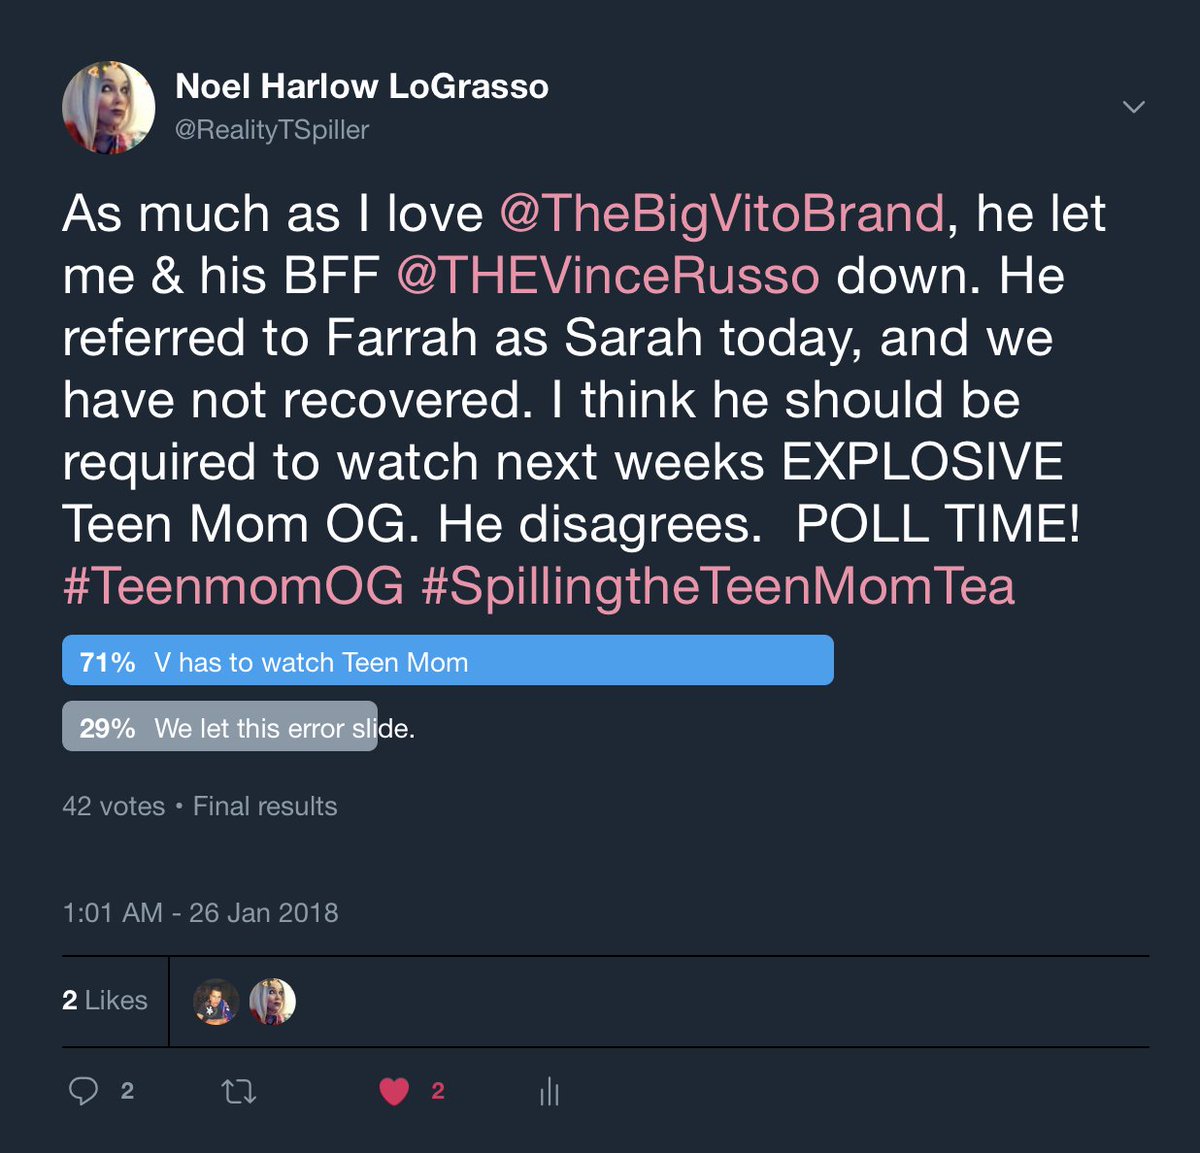 Noel Harlow LoGrasso
@RealityTSpiller
As much as I love @TheBigVitoBrand, he let
me & his BFF @THEVinceRusso down. He
referred to Farrah as Sarah today, and we
have not recovered. I think he should be
required to watch next weeks EXPLOSIVE
Teen Mom OG. He disagrees.  POLL TIME!
#TeenmomOG #SpillingtheTeenMomTea
71% V has to watch Teen Mom
29% We let this error slide.
42 votes • Final results
1:01 AM - 26 Jan 2018
2 Likes
2 2